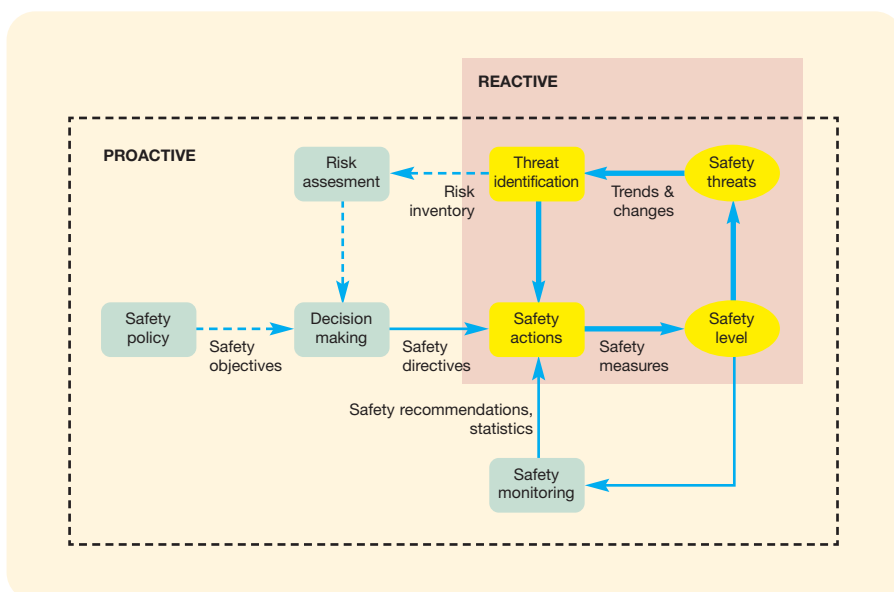 REACTIVE
PROACTIVE
Risk
assesment
Threat
identification
Safety
threats
Risk
inventory
Trends &
changes
Safety
policy
Safety
objectives
Decision
making
Safety
directives
Safety
actions
Safety
measures
Safety
level
Safety recommendations,
statistics
Safety
monitoring